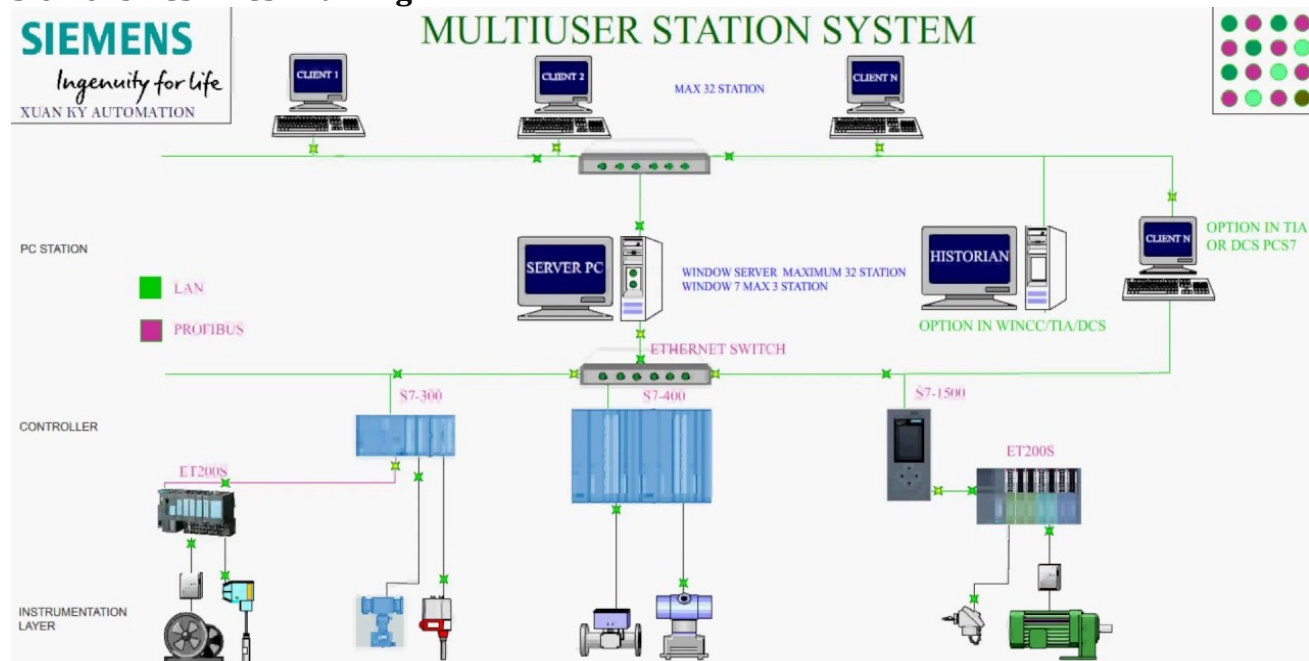 SIEMENS
Ingenuity for life
XUAN KY AUTOMATION
MULTIUSER STATION SYSTEM
CLIENT 1
CLIENT 2
MAX 32 STATION
CLIENT N
PC STATION
LAN
PROFIBUS
SERVER PC
WINDOW SERVER MAXIMUM 32 STATION
WINDOW 7 MAX 3 STATION
HISTORIAN
OPTION IN WINCC/TIA/DCS
CLIENT N
OPTION IN TIA
OR DCS PCS7
ETHERNET SWITCH
CONTROLLER
S7-300
S7-400
S7-1500
ET200S
ET200S
INSTRUMENTATION
LAYER